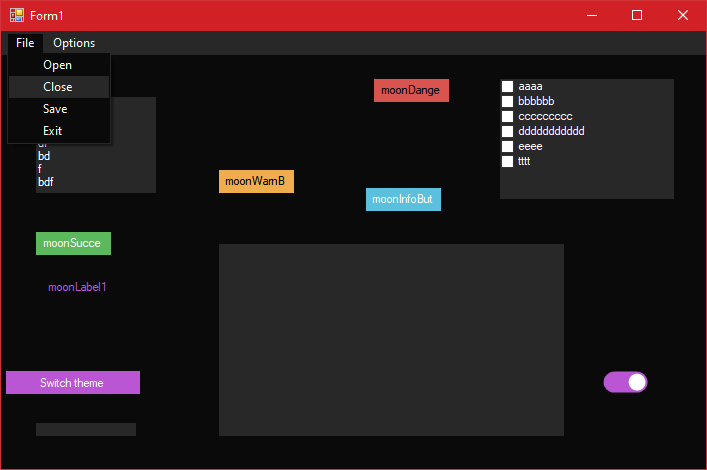 Form1
File Options
Open
Close
Save
Exit
bd
f
bdf
moonDange
aaaa
bbbbbb
ccccccccc
ddddddddddd
eeee
tttt
moonWarnB
moonInfoBut
moonSucce
moonLabel1
Switch theme